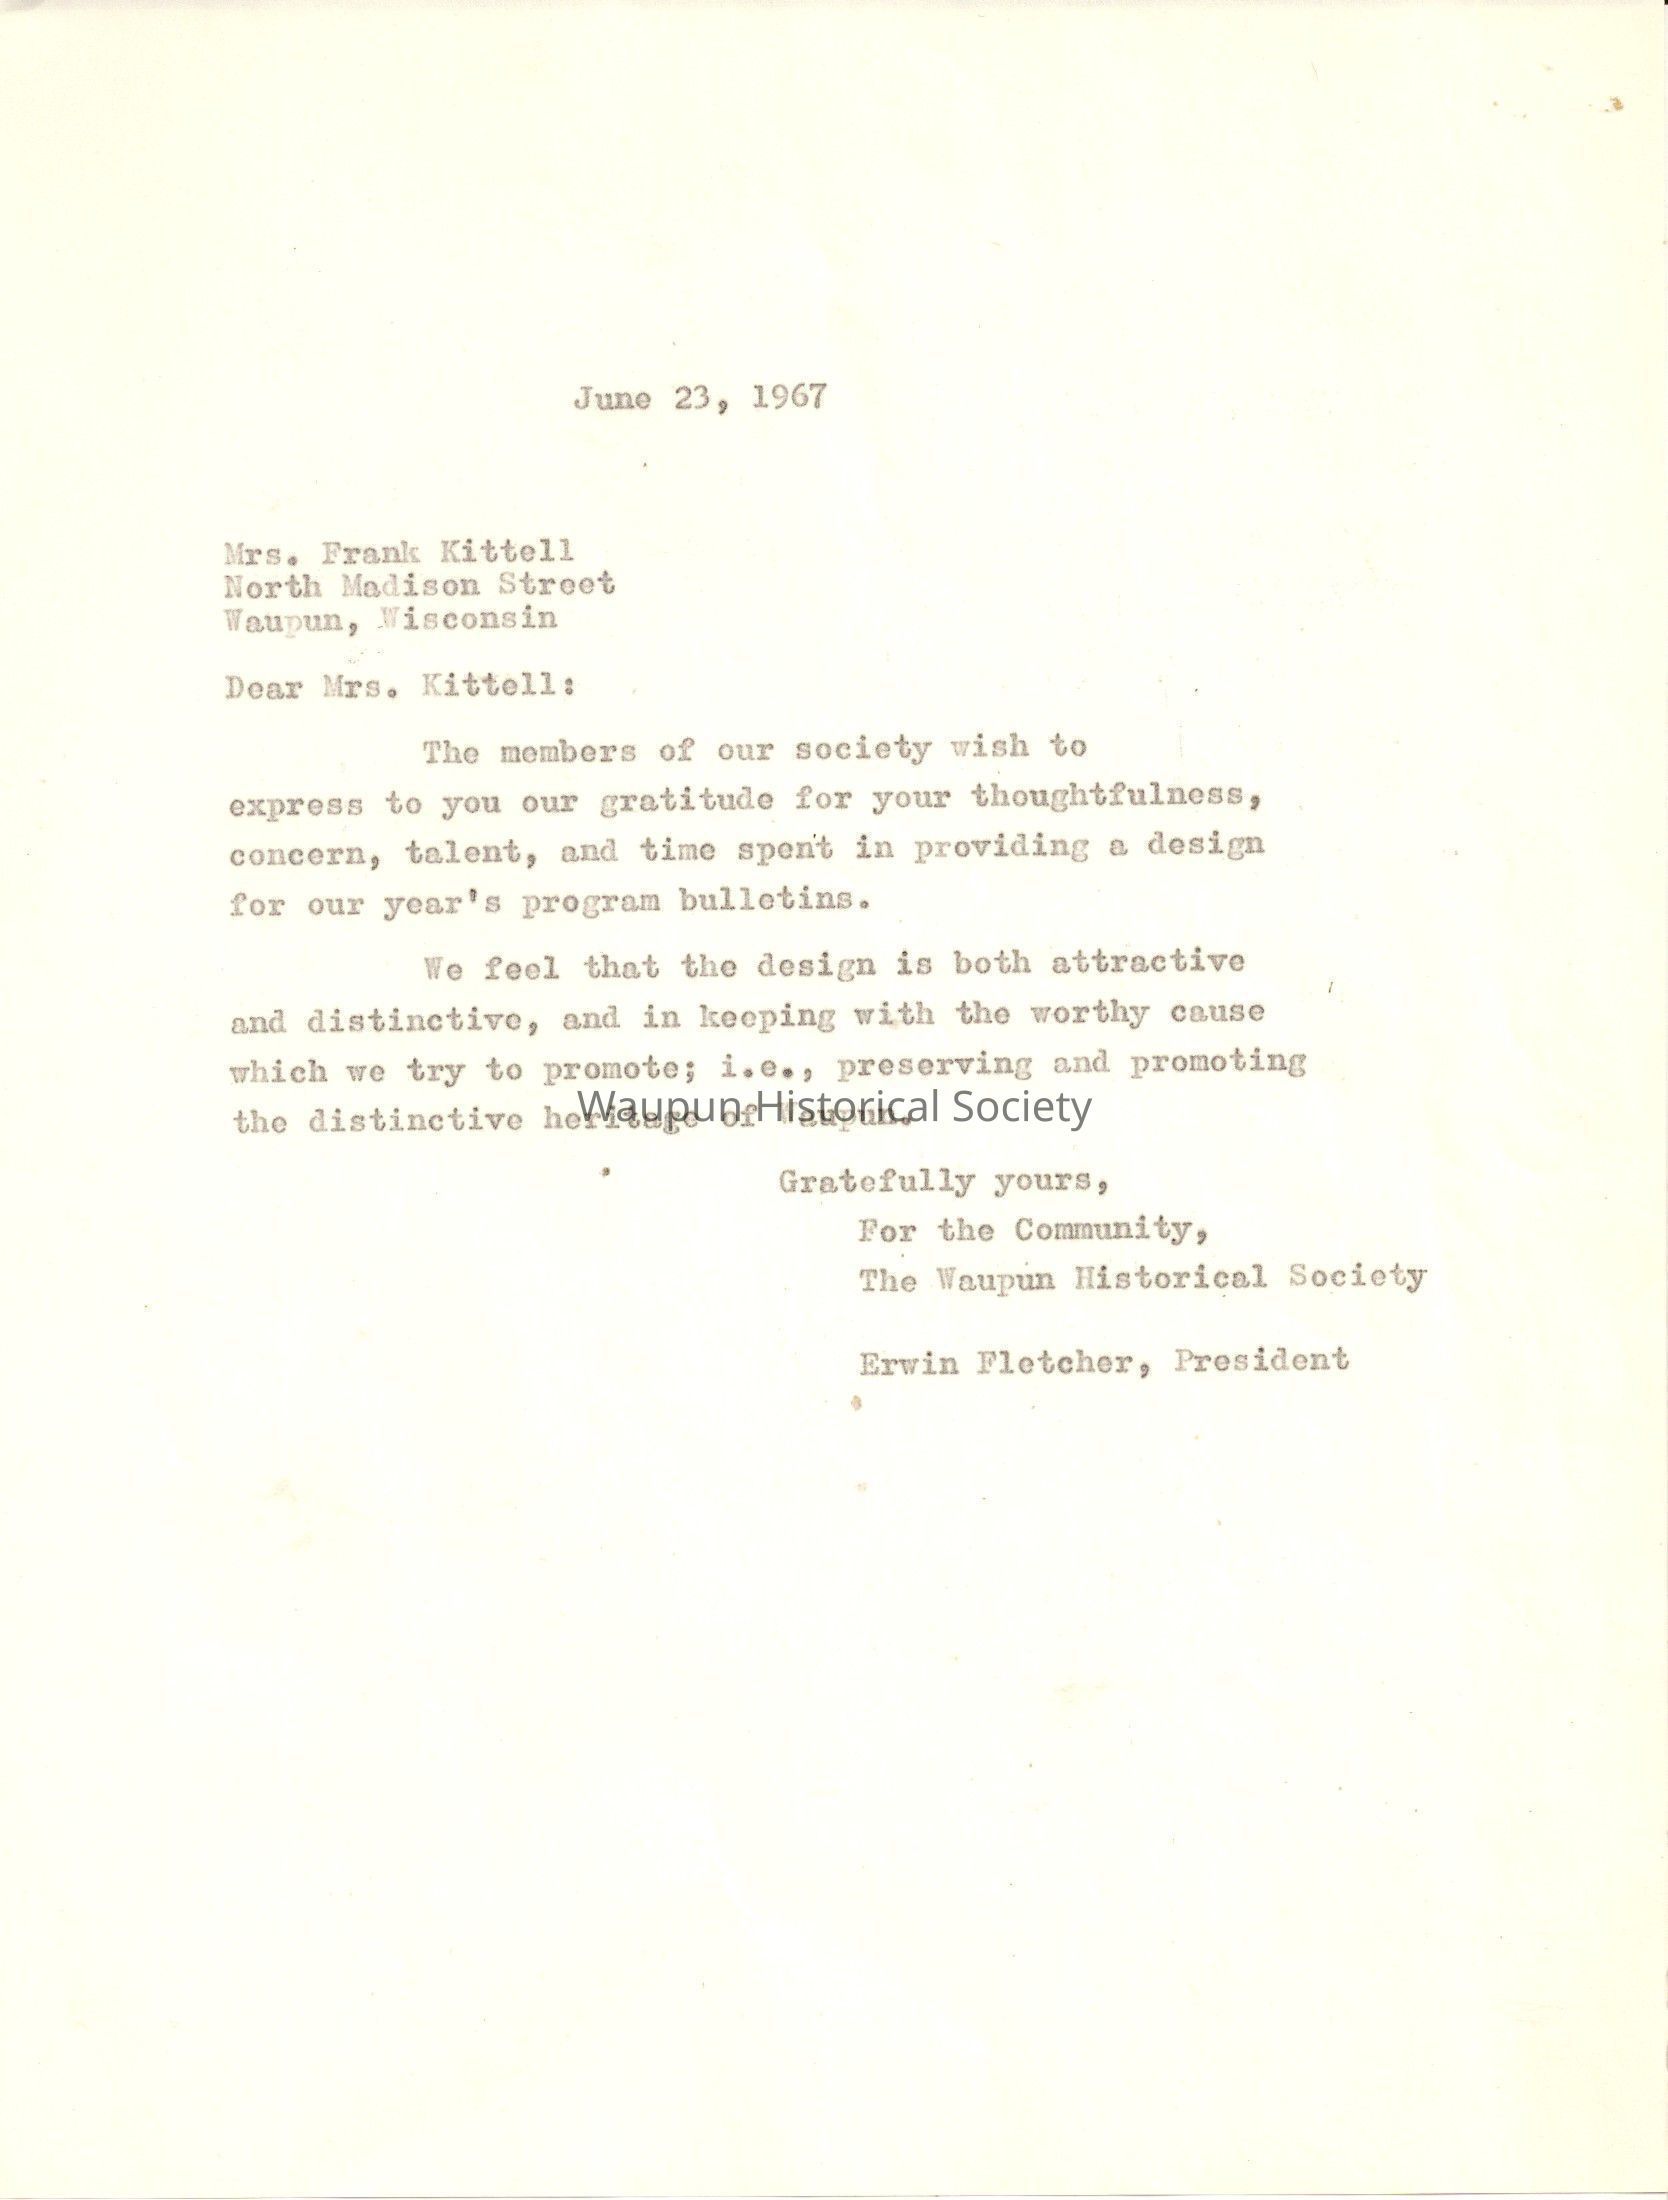 June 23, 1967
Mrs. Frank Kittell
North Madison Street
Waupun, Wisconsin
Dear Mrs. Kittell:
The members of our society wish to
express to you our gratitude for your thoughtfulness,
concern, talent, and time spent in providing a design
for our year's program bulletins.
We feel that the design is both attractive
and distinctive, and in keeping with the worthy cause
which we try to promote; i.e., preserving and promoting
the distinctive heritage of Waupun.
Waupun Historical Society
Gratefully yours,
For the Community,
The Waupun Historical Society
Erwin Fletcher, President